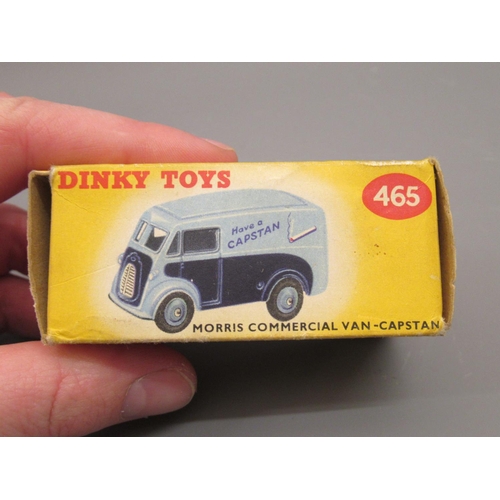 DINKY TOYS
465
Have a
CAPSTAN
MORRIS COMMERCIAL VAN-CAPSTAN